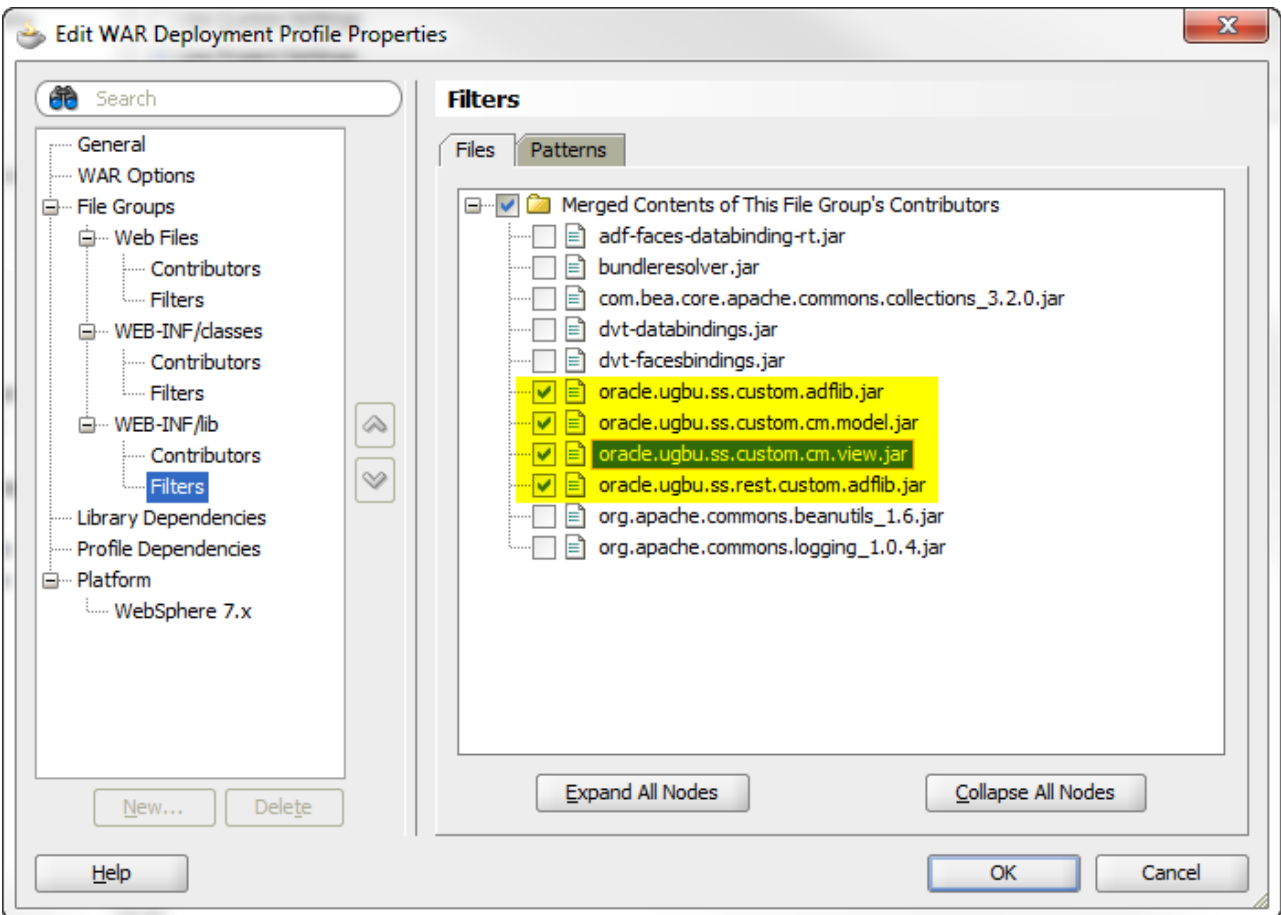 Edit WAR Deployment Profile Properties
Search
General
WAR Options
File Groups
Web Files
Contributors
Filters
WEB-INF/classes
Contributors
Filters
WEB-INF/lib
Contributors
Filters
Library Dependencies
Profile Dependencies
Platform
WebSphere 7.x
New...
Delete
Filters
Files
Patterns
Merged Contents of This File Group's Contributors
adf-faces-databinding-rt.jar
bundleresolver.jar
com.bea.core.apache.commons.collections_3.2.0.jar
dvt-databindings.jar
dvt-facesbindings.jar
oracle.ugbu.ss.custom.adflib.jar
oracle.ugbu.ss.custom.cm.model.jar
oracle.ugbu.ss.custom.cm.view.jar
oracle.ugbu.ss.rest.custom.adflib.jar
org.apache.commons.beanutils_1.6.jar
org.apache.commons.logging_1.0.4.jar
Expand All Nodes
Collapse All Nodes
Help
OK
Cancel